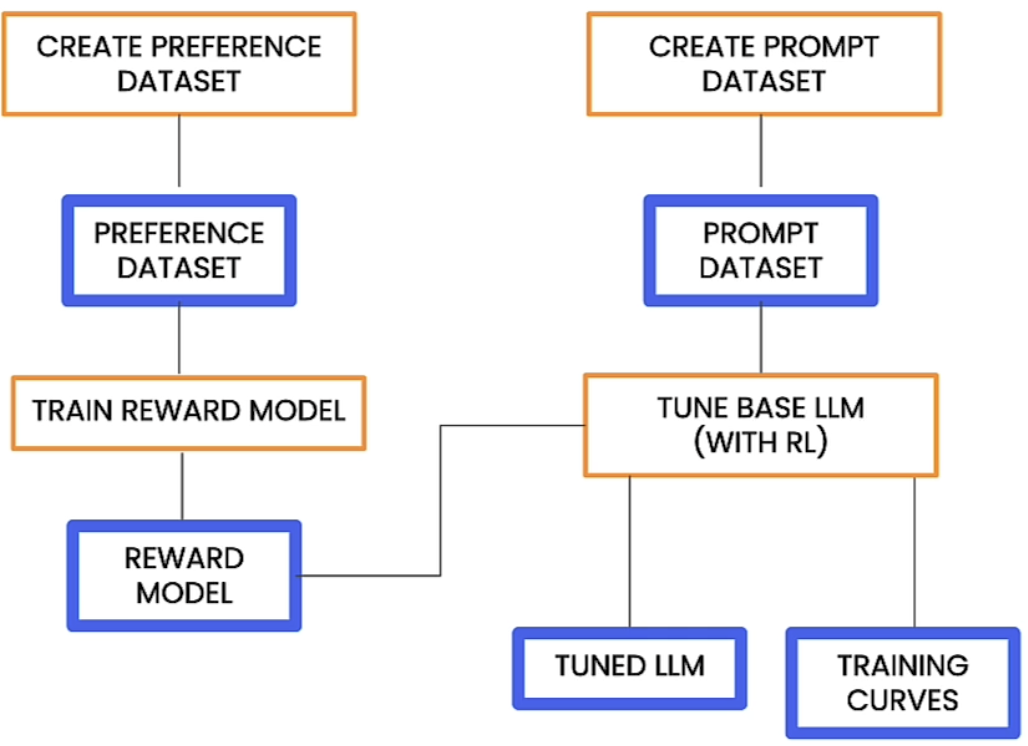 CREATE PREFERENCE
DATASET
CREATE PROMPT
DATASET
PREFERENCE
DATASET
PROMPT
DATASET
TRAIN REWARD MODEL
TUNE BASE LLM
(WITH RL)
REWARD
MODEL
TUNED LLM
TRAINING
CURVES